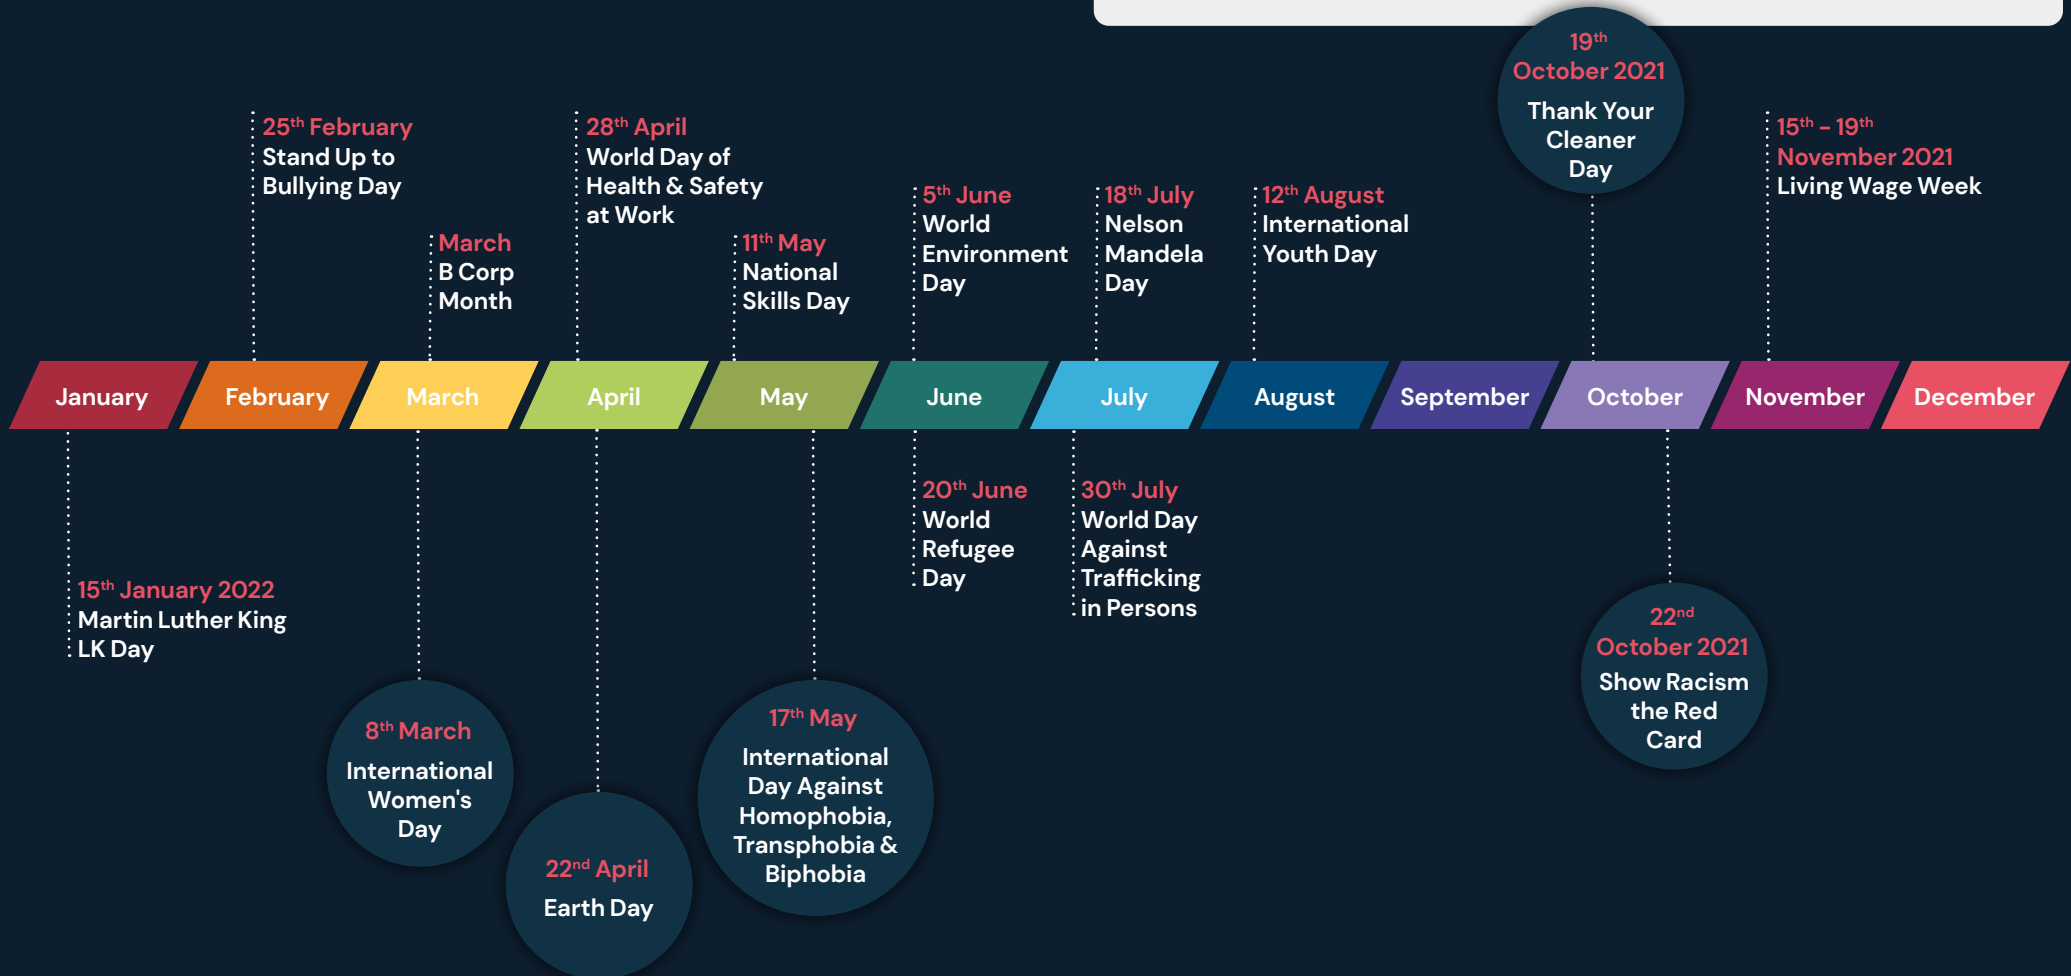 19th
October 2021
Thank Your
Cleaner
Day
25th February
Stand Up to
Bullying Day
28th April
World Day of
Health & Safety
at Work
15th – 19th
November 2021
Living Wage Week
March
B Corp
Month
11th May
National
Skills Day
5th June
World
Environment
Day
18th July
Nelson
Mandela
Day
12th August
International
Youth Day
January
February
March
April
May
June
July
August
September
October
November
December
15th January 2022
Martin Luther King
LK Day
20th June
World
Refugee
Day
30th July
World Day
Against
Trafficking
in Persons
22nd
October 2021
Show Racism
the Red
Card
8th March
International
Women's
Day
22nd April
Earth Day
17th May
International
Day Against
Homophobia,
Transphobia &
Biphobia